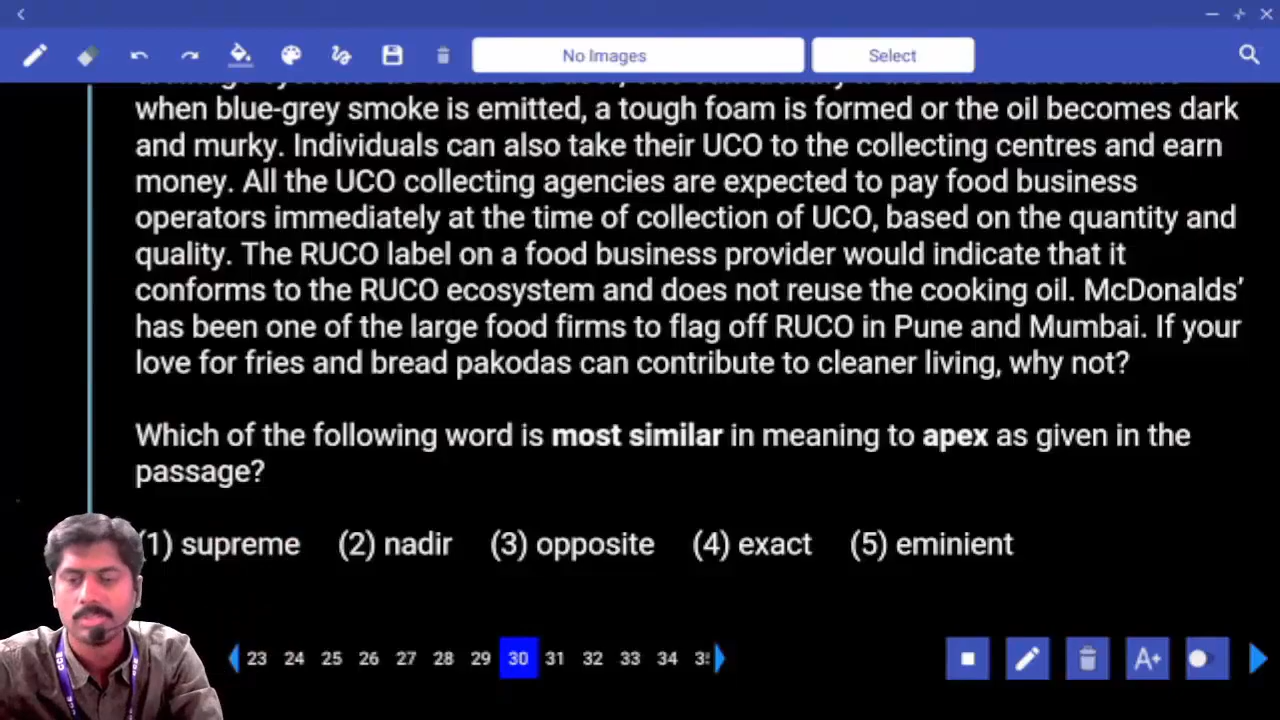 No Images
Select
when blue-grey smoke is emitted, a tough foam is formed or the oil becomes dark
and murky. Individuals can also take their UCO to the collecting centres and earn
money. All the UCO collecting agencies are expected to pay food business
operators immediately at the time of collection of UCO, based on the quantity and
quality. The RUCO label on a food business provider would indicate that it
conforms to the RUCO ecosystem and does not reuse the cooking oil. McDonalds'
has been one of the large food firms to flag off RUCO in Pune and Mumbai. If your
love for fries and bread pakodas can contribute to cleaner living, why not?
Which of the following word is most similar in meaning to apex as given in the
passage?
(1) supreme (2) nadir (3) opposite (4) exact (5) eminient
23 24 25 26 27 28 29 30 31 32 33 34
A+